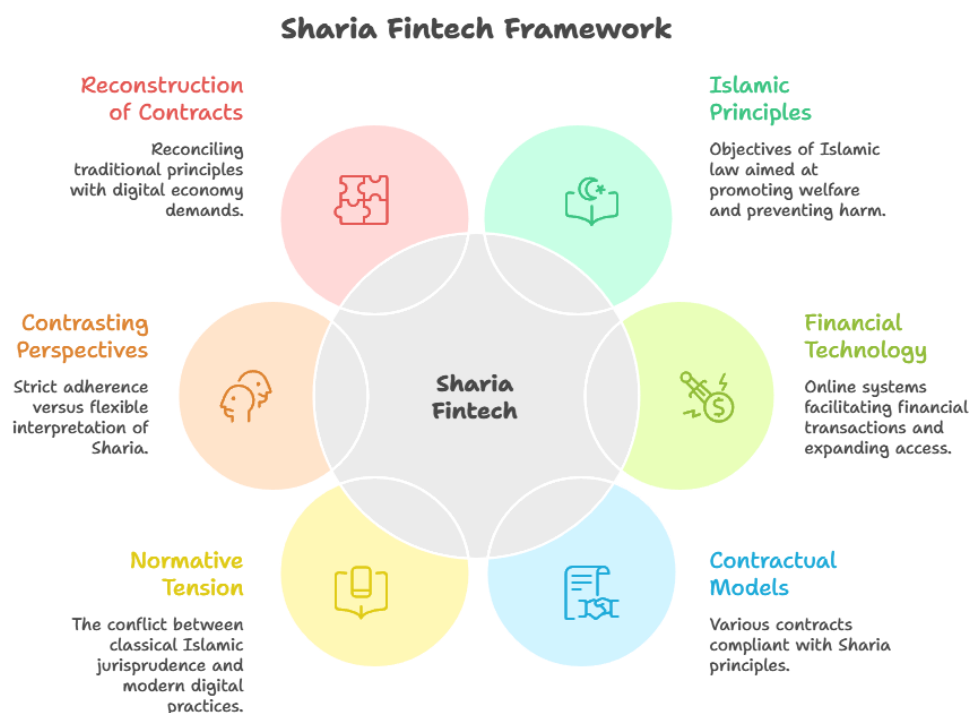 Sharia Fintech Framework
Reconstruction
of Contracts
Reconciling
traditional principles
with digital economy
demands.
Islamic
Principles
Objectives of Islamic
law aimed at
promoting welfare
and preventing harm.
Contrasting
Perspectives
Strict adherence
versus flexible
interpretation of
Sharia.
Sharia
Fintech
$
Financial
Technology
Online systems
facilitating financial
transactions and
expanding access.
Normative
Tension
The conflict between
classical Islamic
jurisprudence and
modern digital
practices.
Contractual
Models
Various contracts
compliant with Sharia
principles.